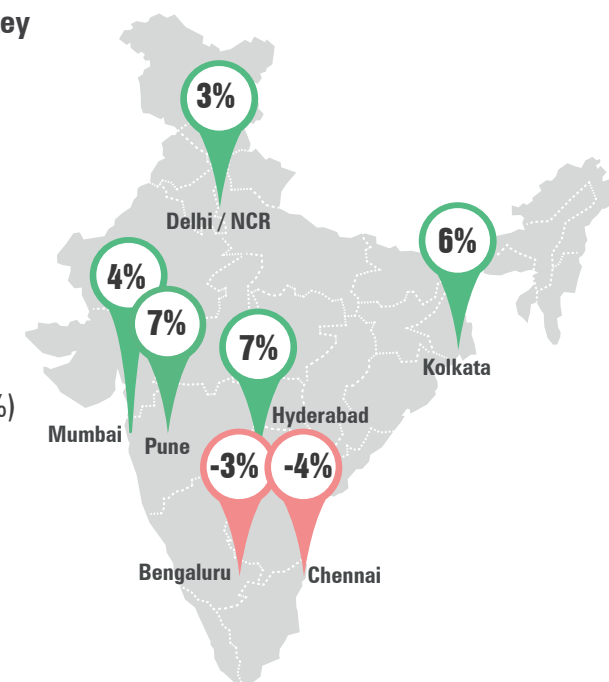 ey
3%
Delhi / NCR
6%
4%
7%
7%
Kolkata
%)
Hyderabad
Mumbai
Pune
-3%
-4%
Bengaluru
Chennai